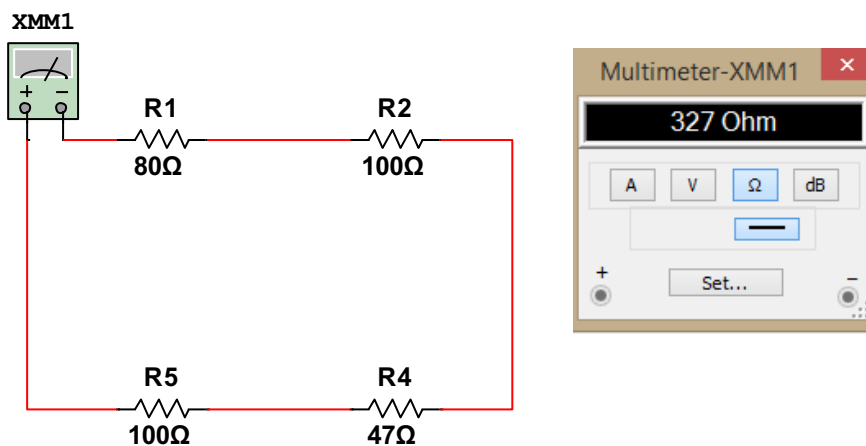 XMM1
+ −
R1
80Ω
R2
100Ω
R5
100Ω
R4
47Ω
Multimeter-XMM1 ×
327 Ohm
A V Ω dB
+ Set... −